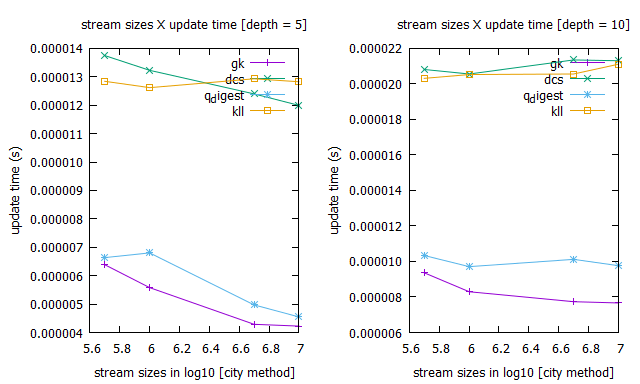 stream sizes X update time [depth = 5]
0.000014
0.000013
0.000012
0.000011
0.000010
0.000009
0.000008
0.000007
0.000006
0.000005
0.000004
update time (s)
gk
dcs
q_digest
kll
5.6 5.8 6 6.2 6.4 6.6 6.8 7
stream sizes in log10 [city method]
stream sizes X update time [depth = 10]
0.000022
0.000020
0.000018
0.000016
0.000014
0.000012
0.000010
0.000008
0.000006
update time (s)
gk
dcs
q_digest
kll
5.6 5.8 6 6.2 6.4 6.6 6.8 7
stream sizes in log10 [city method]